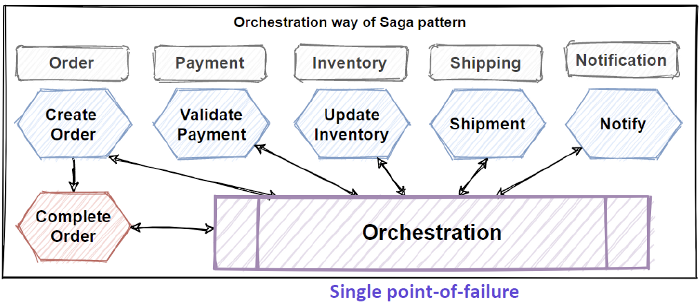 Orchestration way of Saga pattern
Order
Payment
Inventory
Shipping
Notification
Create
Order
Validate
Payment
Update
Inventory
Shipment
Notify
Complete
Order
Orchestration
Single point-of-failure